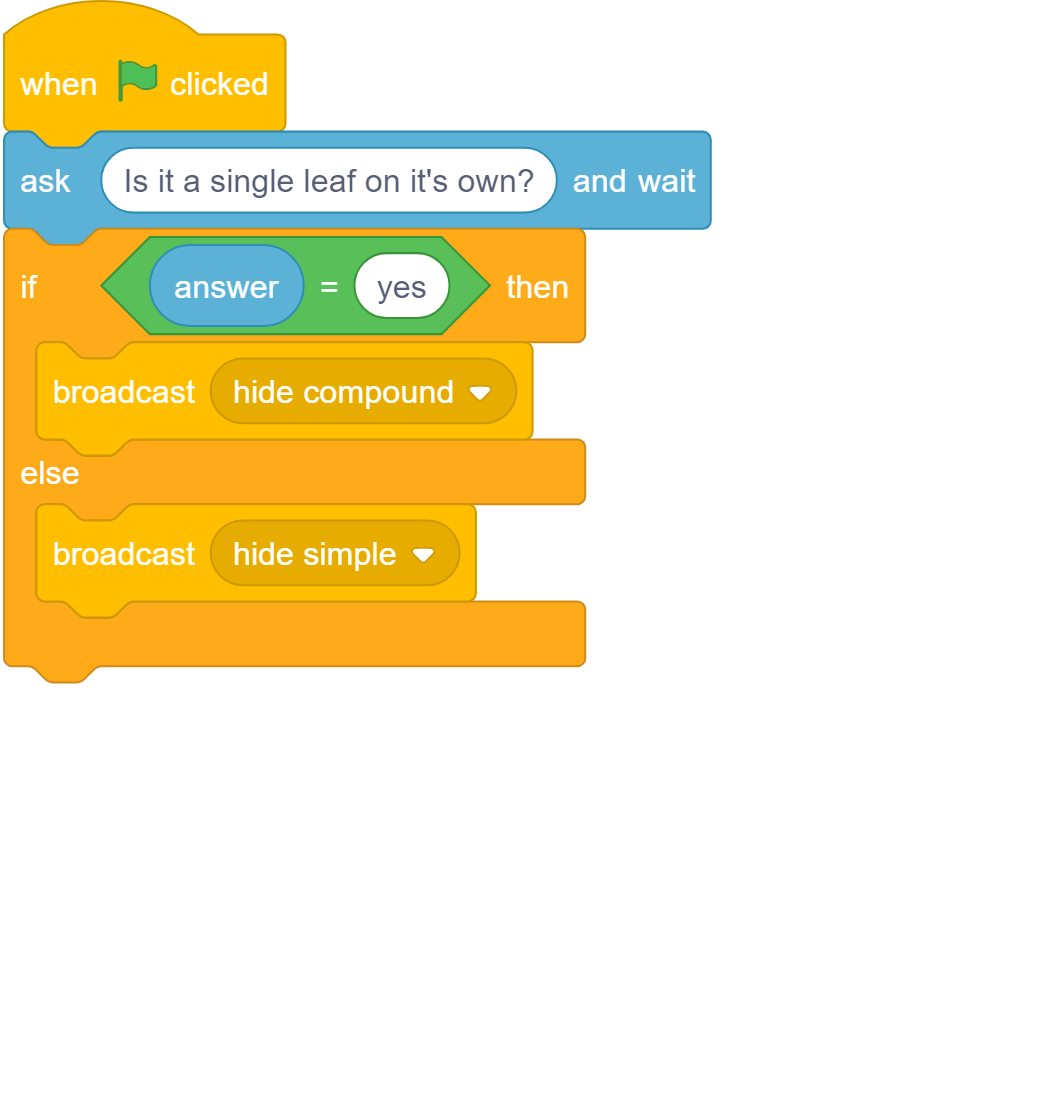 when clicked
ask Is it a single leaf on it's own? and wait
if answer = yes then
broadcast hide compound
else
broadcast hide simple